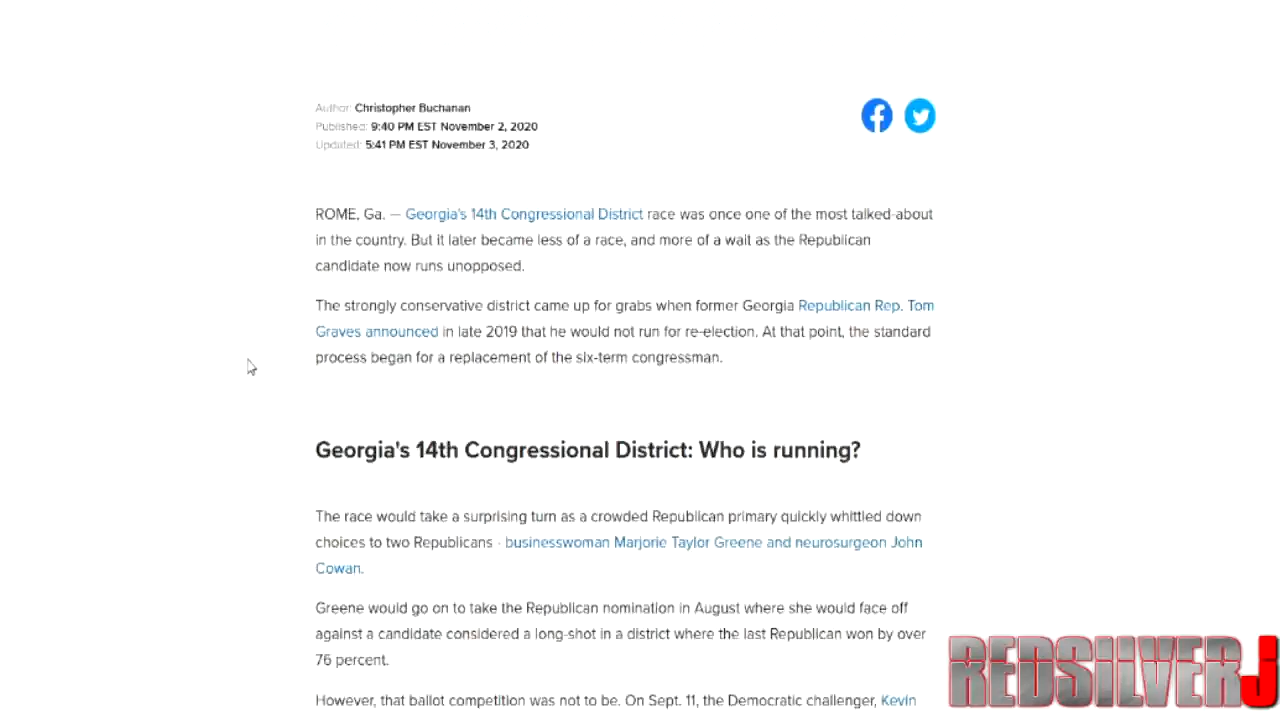 Author: Christopher Buchanan
Published: 9:40 PM EST November 2, 2020
Updated: 5:41 PM EST November 3, 2020
ROME, Ga. — Georgia's 14th Congressional District race was once one of the most talked-about
in the country. But it later became less of a race, and more of a wait as the Republican
candidate now runs unopposed.
The strongly conservative district came up for grabs when former Georgia Republican Rep. Tom
Graves announced in late 2019 that he would not run for re-election. At that point, the standard
process began for a replacement of the six-term congressman.
Georgia's 14th Congressional District: Who is running?
The race would take a surprising turn as a crowded Republican primary quickly whittled down
choices to two Republicans - businesswoman Marjorie Taylor Greene and neurosurgeon John
Cowan.
Greene would go on to take the Republican nomination in August where she would face off
against a candidate considered a long-shot in a district where the last Republican won by over
76 percent.
However, that ballot competition was not to be. On Sept. 11, the Democratic challenger, Kevin
REDSILVERJ